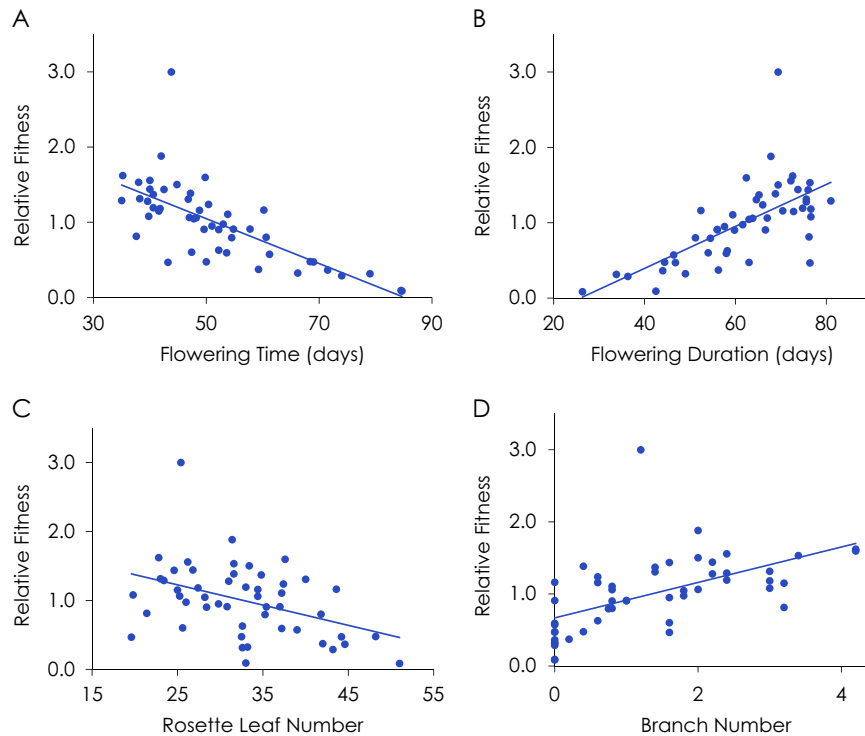 A
Relative Fitness
3.0
2.0
1.0
0.0
30 50 70 90
Flowering Time (days)
B
Relative Fitness
3.0
2.0
1.0
0.0
20 40 60 80
Flowering Duration (days)
C
Relative Fitness
3.0
2.0
1.0
0.0
15 25 35 45 55
Rosette Leaf Number
D
Relative Fitness
3.0
2.0
1.0
0.0
0 2 4
Branch Number